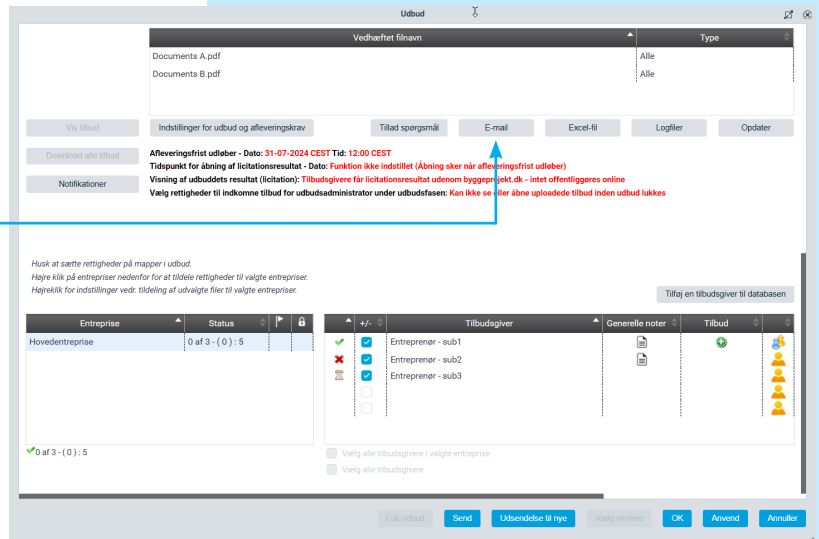 Udbud
Vedhæftet filnavn Type
Documents A.pdf Alle
Documents B.pdf Alle
Vis tilbud Indstillinger for udbud og afleveringskrav Tillad spørgsmål E-mail Excel-fil Logfiler Opdater
Download alle tilbud
Notifikationer
Afleveringsfrist udløber - Dato: 31-07-2024 CEST Tid: 12:00 CEST
Tidspunkt for åbning af licitationsresultat - Dato: Funktion ikke indstillet (Åbning sker når afleveringsfrist udløber)
Visning af udbuddets resultat (licitation): Tilbudsgivere får licitationsresultat udenom byggeprojekt.dk - intet offentliggøres online
Vælg rettigheder til indkomne tilbud for udbudsadministrator under udbudsfasen: Kan ikke se eller åbne uploadede tilbud inden udbud lukkes
Husk at sætte rettigheder på mapper i udbud.
Højre klik på entrepriser nedenfor for at tildele rettigheder til valgte entrepriser.
Højreklik for indstillinger vedr. tildeling af udvalgte filer til valgte entrepriser.
Tilføj en tilbudsgiver til databasen
Entreprise Status +/- Tilbudsgiver Generelle noter Tilbud
Hovedentreprise 0 af 3 - ( 0 ) : 5 Entreprenør - sub1
Entreprenør - sub2
Entreprenør - sub3
0 af 3 - ( 0 ) : 5
Vælg alle tilbudsgivere i valgte entreprise
Vælg alle tilbudsgivere
Luk udbud Send Udsendelse til nye Vælg vindere OK Anvend Annuller